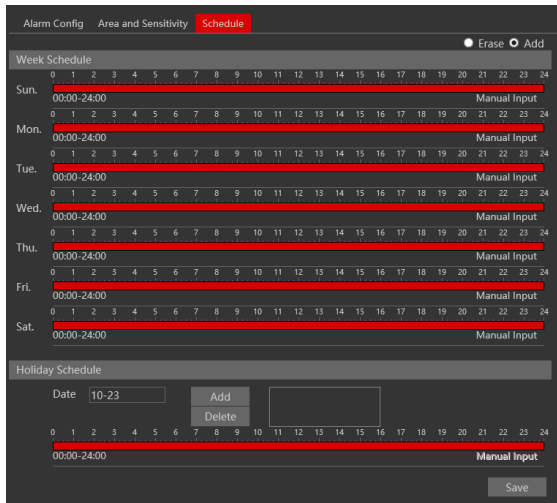 Alarm Config Area and Sensitivity Schedule
Erase Add
Week Schedule
0 1 2 3 4 5 6 7 8 9 10 11 12 13 14 15 16 17 18 19 20 21 22 23 24
Sun.
00:00-24:00 Manual Input
0 1 2 3 4 5 6 7 8 9 10 11 12 13 14 15 16 17 18 19 20 21 22 23 24
Mon.
00:00-24:00 Manual Input
0 1 2 3 4 5 6 7 8 9 10 11 12 13 14 15 16 17 18 19 20 21 22 23 24
Tue.
00:00-24:00 Manual Input
0 1 2 3 4 5 6 7 8 9 10 11 12 13 14 15 16 17 18 19 20 21 22 23 24
Wed.
00:00-24:00 Manual Input
0 1 2 3 4 5 6 7 8 9 10 11 12 13 14 15 16 17 18 19 20 21 22 23 24
Thu.
00:00-24:00 Manual Input
0 1 2 3 4 5 6 7 8 9 10 11 12 13 14 15 16 17 18 19 20 21 22 23 24
Fri.
00:00-24:00 Manual Input
0 1 2 3 4 5 6 7 8 9 10 11 12 13 14 15 16 17 18 19 20 21 22 23 24
Sat.
00:00-24:00 Manual Input
Holiday Schedule
Date 10-23 Add
Delete
0 1 2 3 4 5 6 7 8 9 10 11 12 13 14 15 16 17 18 19 20 21 22 23 24
00:00-24:00 Manual Input
Save